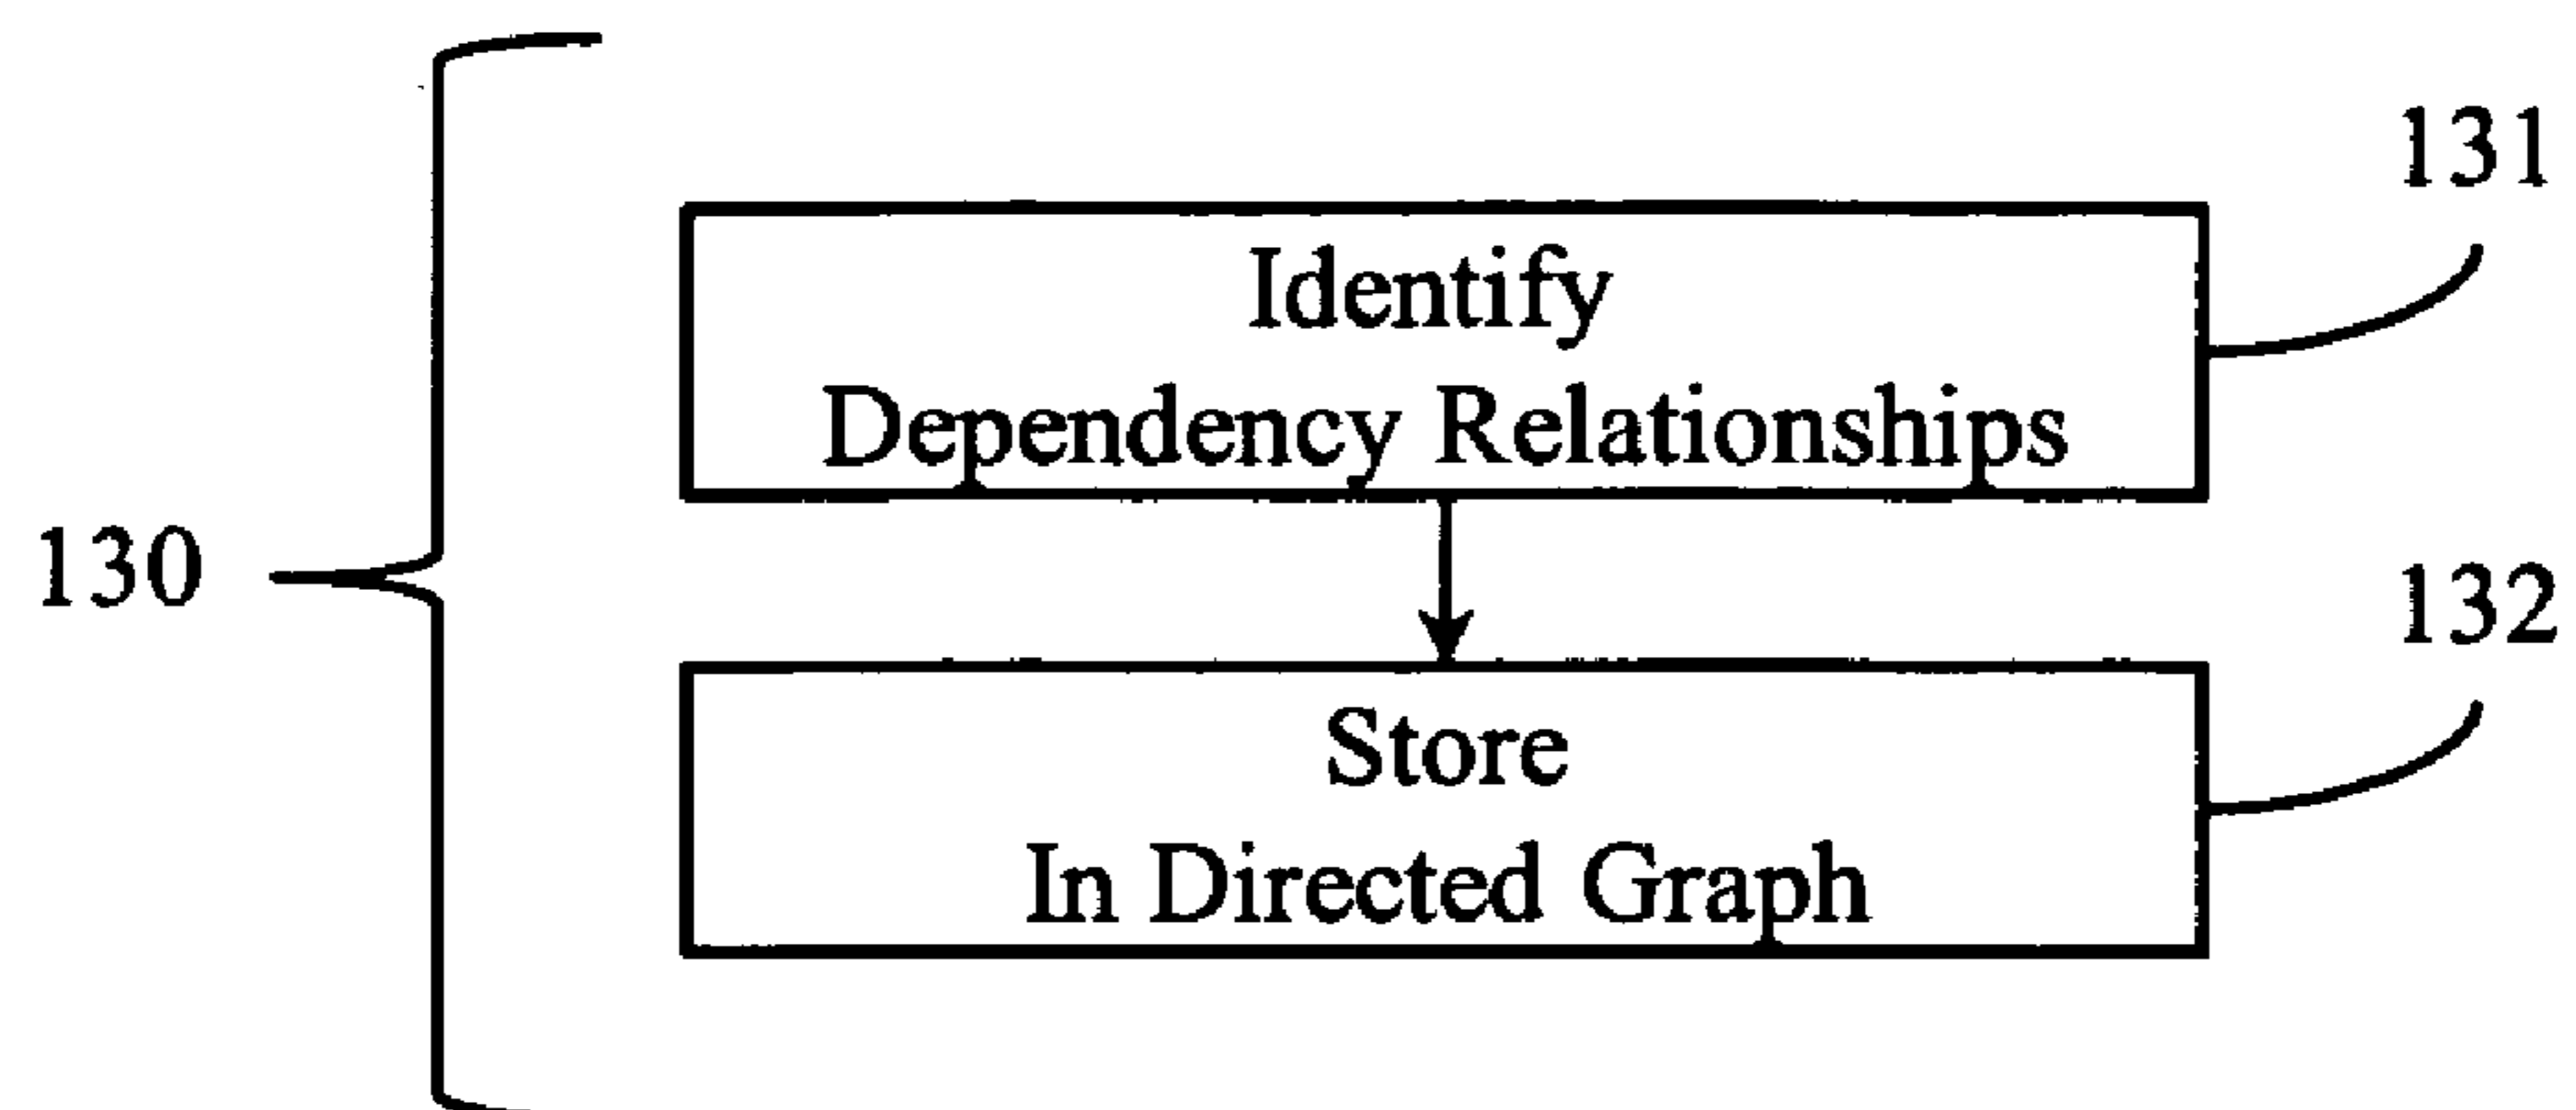 131
Identify
Dependency Relationships
130
132
Store
In Directed Graph